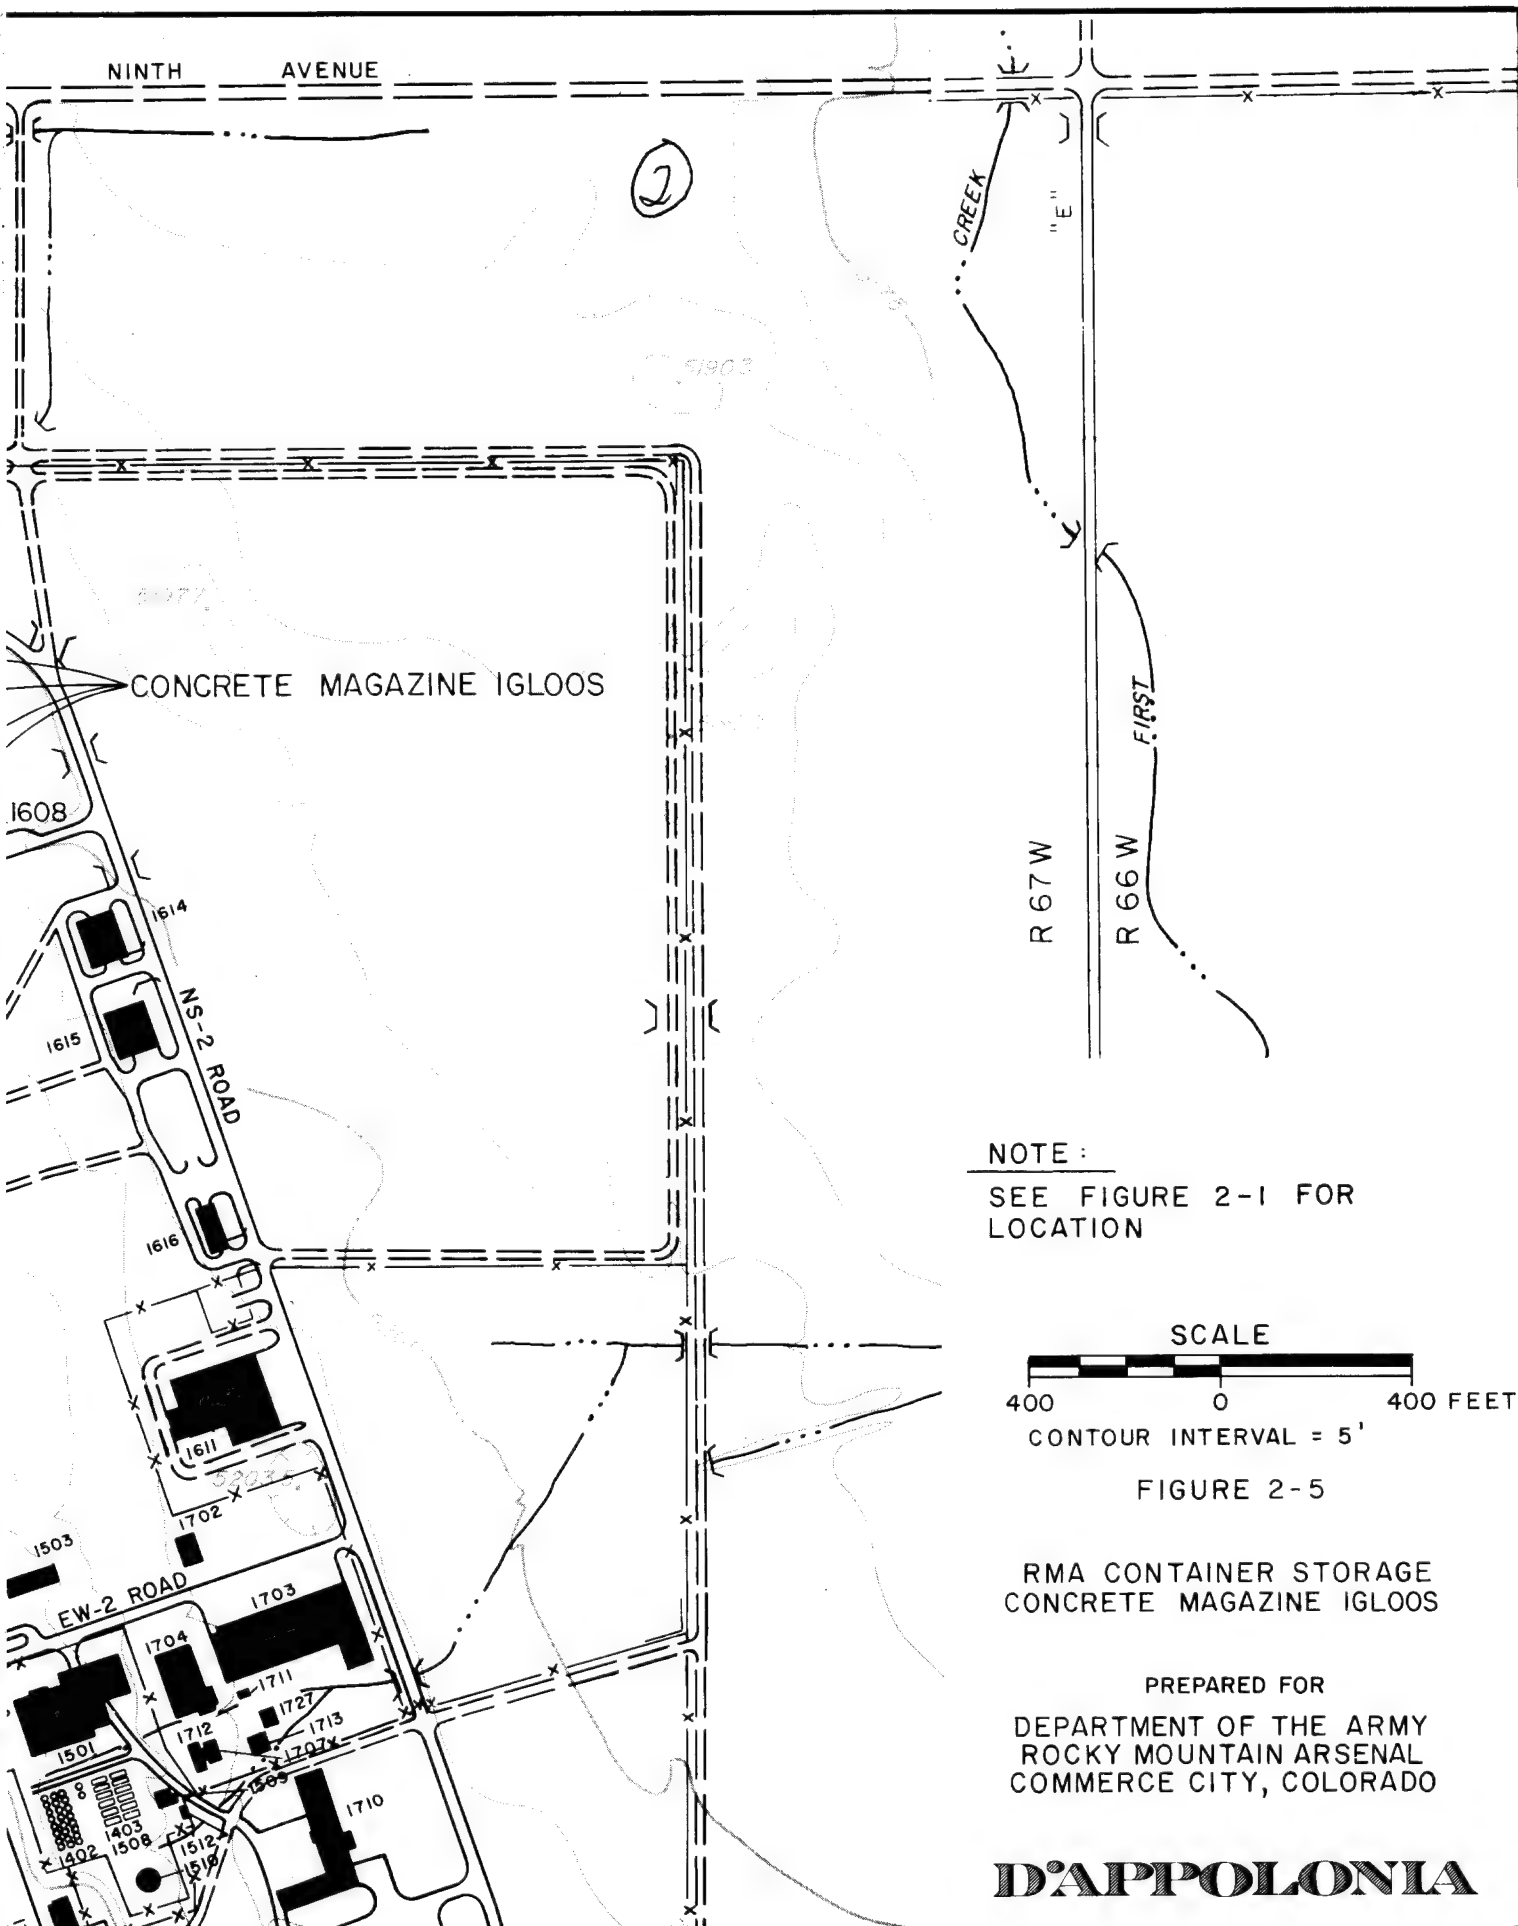 NINTH AVENUE
2
CREEK
"E"
51903
CONCRETE MAGAZINE IGLOOS
FIRST
1608
R 67 W
R 66 W
1614
NS-2 ROAD
1615
NOTE :
SEE FIGURE 2-1 FOR
LOCATION
1616
SCALE
400 0 400 FEET
CONTOUR INTERVAL = 5'
1611
52035
FIGURE 2-5
1702
1503
RMA CONTAINER STORAGE
CONCRETE MAGAZINE IGLOOS
EW-2 ROAD
1703
1704
1711
PREPARED FOR
1727
1712
1713
DEPARTMENT OF THE ARMY
ROCKY MOUNTAIN ARSENAL
COMMERCE CITY, COLORADO
1501
1707
1509
1710
1403
1508
1402
1512
1510
D'APPOLONIA